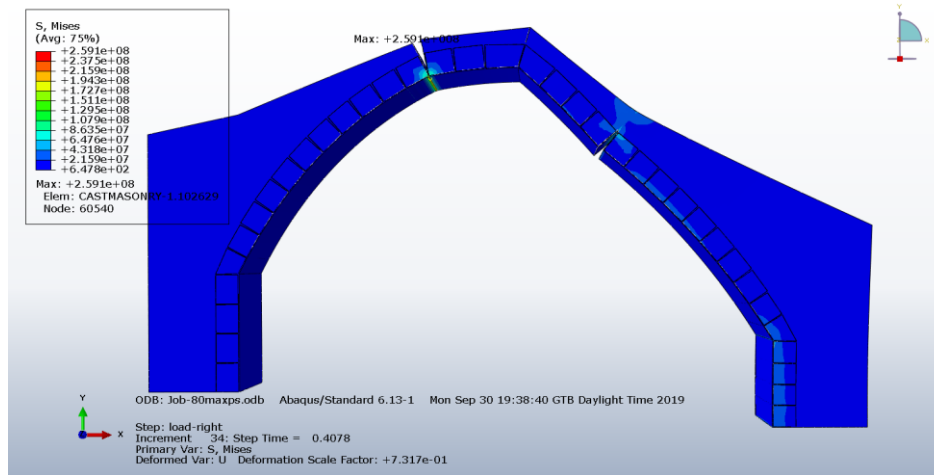 S, Mises
(Avg: 75%)
+2.591e+08
+2.375e+08
+2.159e+08
+1.943e+08
+1.727e+08
+1.511e+08
+1.295e+08
+1.079e+08
+8.635e+07
+6.476e+07
+4.318e+07
+2.159e+07
+6.478e+02
Max: +2.591e+08
Elem: CASTMASONRY-1.102629
Node: 60540
Max: +2.591e+008
Y
X
Y
X
ODB: Job-80maxps.odb Abaqus/Standard 6.13-1 Mon Sep 30 19:38:40 GTB Daylight Time 2019
Step: load-right
Increment 34: Step Time = 0.4078
Primary Var: S, Mises
Deformed Var: U Deformation Scale Factor: +7.317e-01